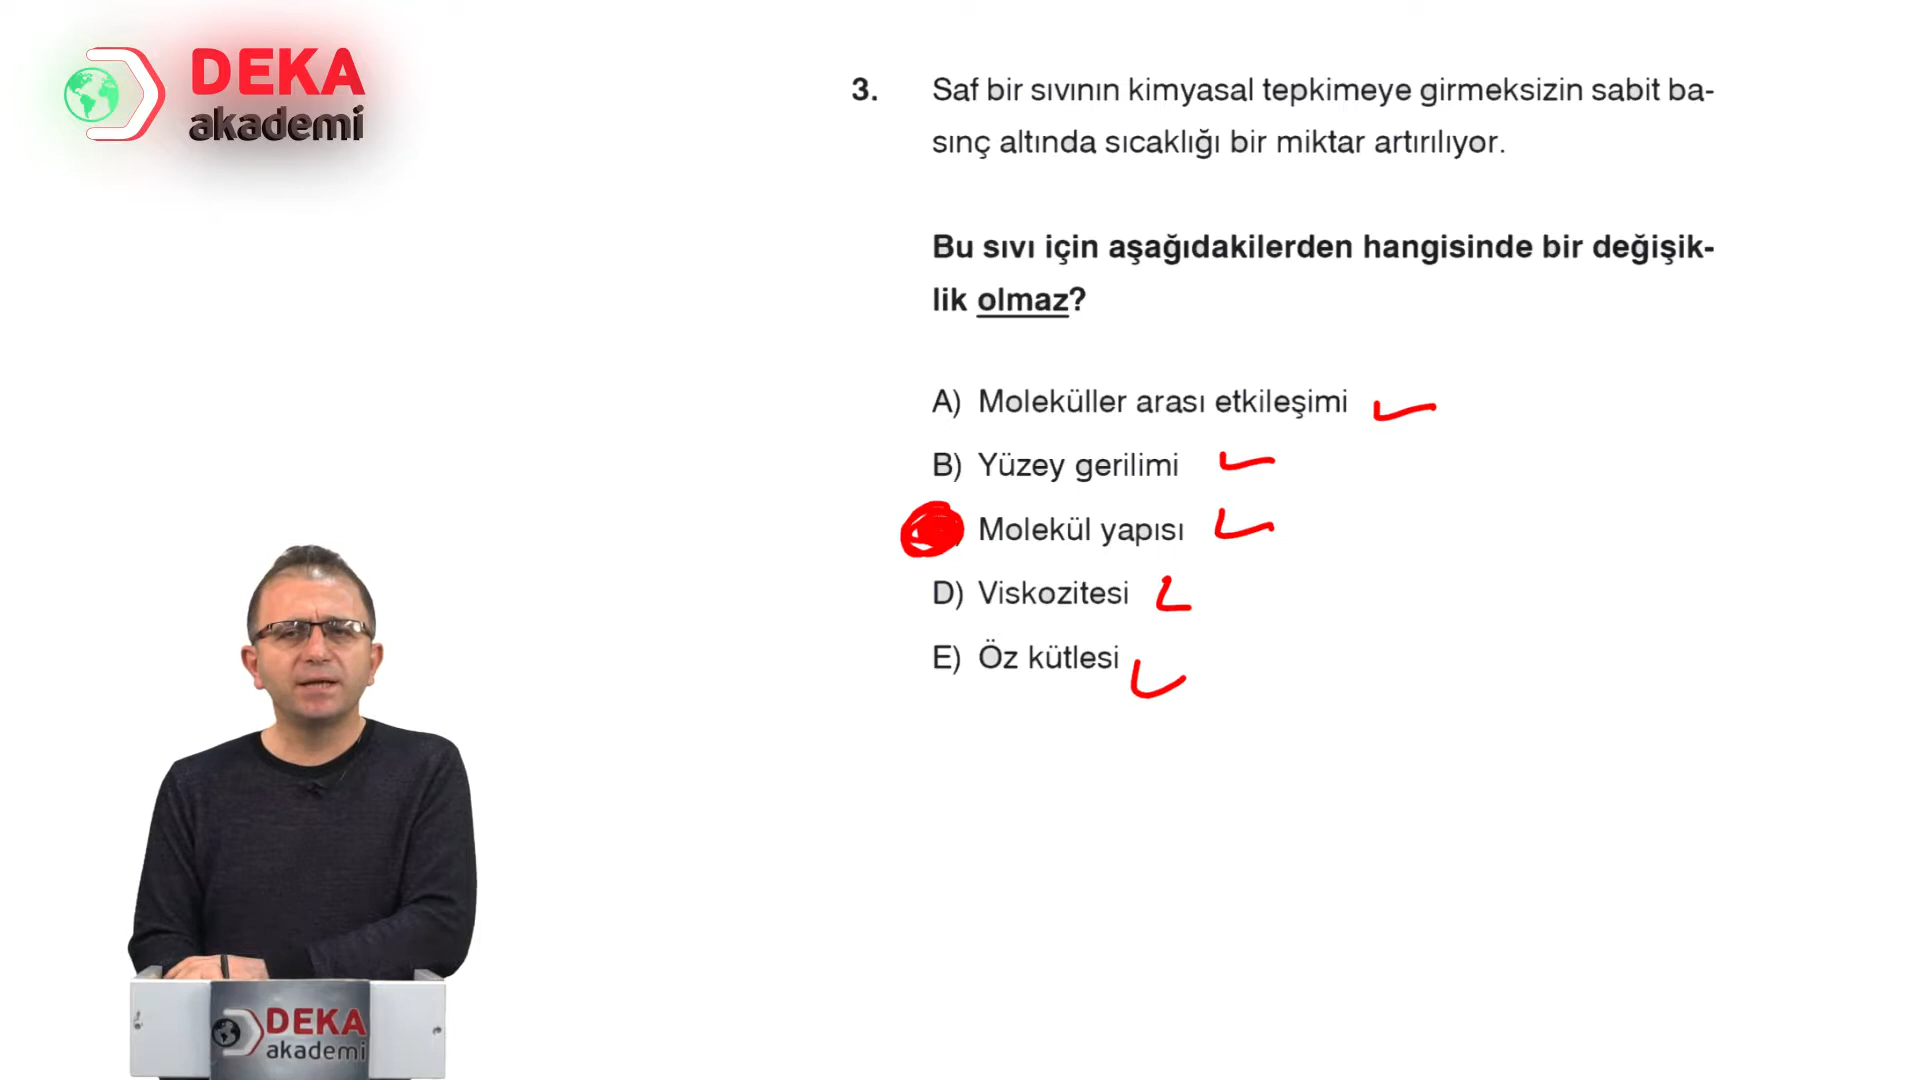 DEKA
akademi
3. Saf bir sıvının kimyasal tepkimeye girmeksizin sabit ba-
sınç altında sıcaklığı bir miktar artırılıyor.
Bu sıvı için aşağıdakilerden hangisinde bir değişik-
lik olmaz?
A) Moleküller arası etkileşimi
B) Yüzey gerilimi
Molekül yapısı
D) Viskozitesi
E) Öz kütlesi
DEKA
akademi